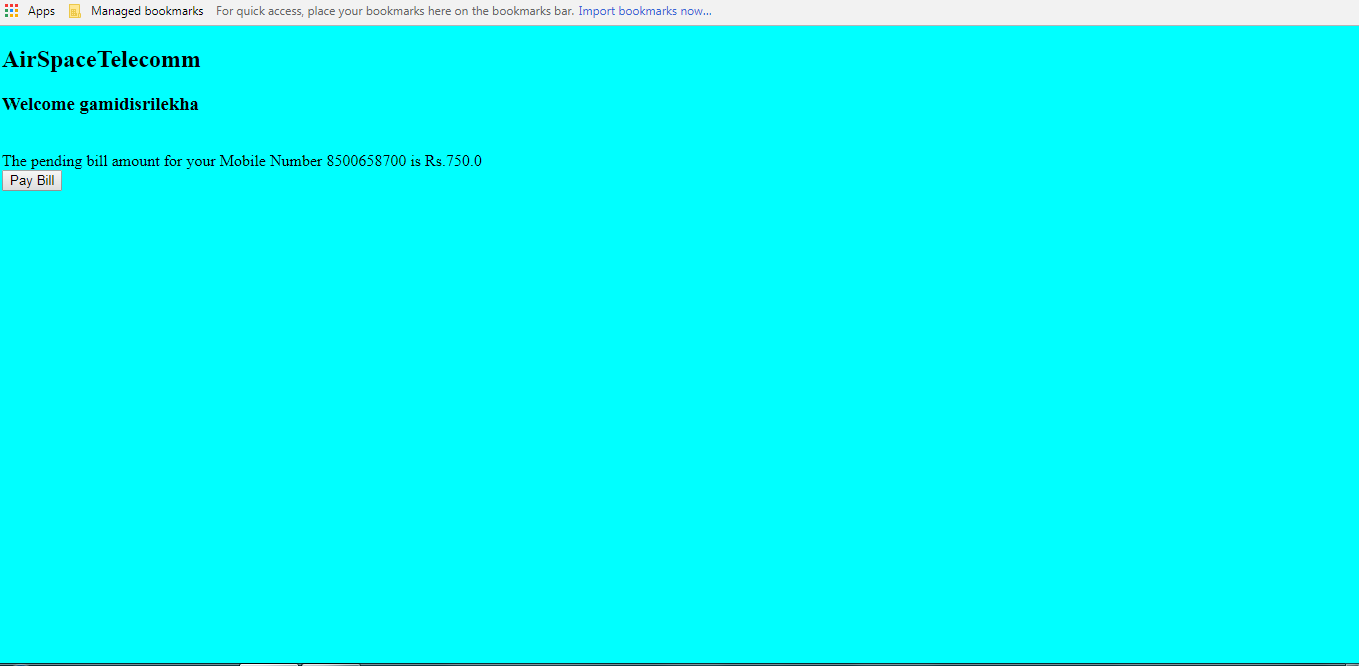 Apps Managed bookmarks For quick access, place your bookmarks here on the bookmarks bar. Import bookmarks now...
AirSpaceTelecomm
Welcome gamidisrilekha
The pending bill amount for your Mobile Number 8500658700 is Rs.750.0
Pay Bill